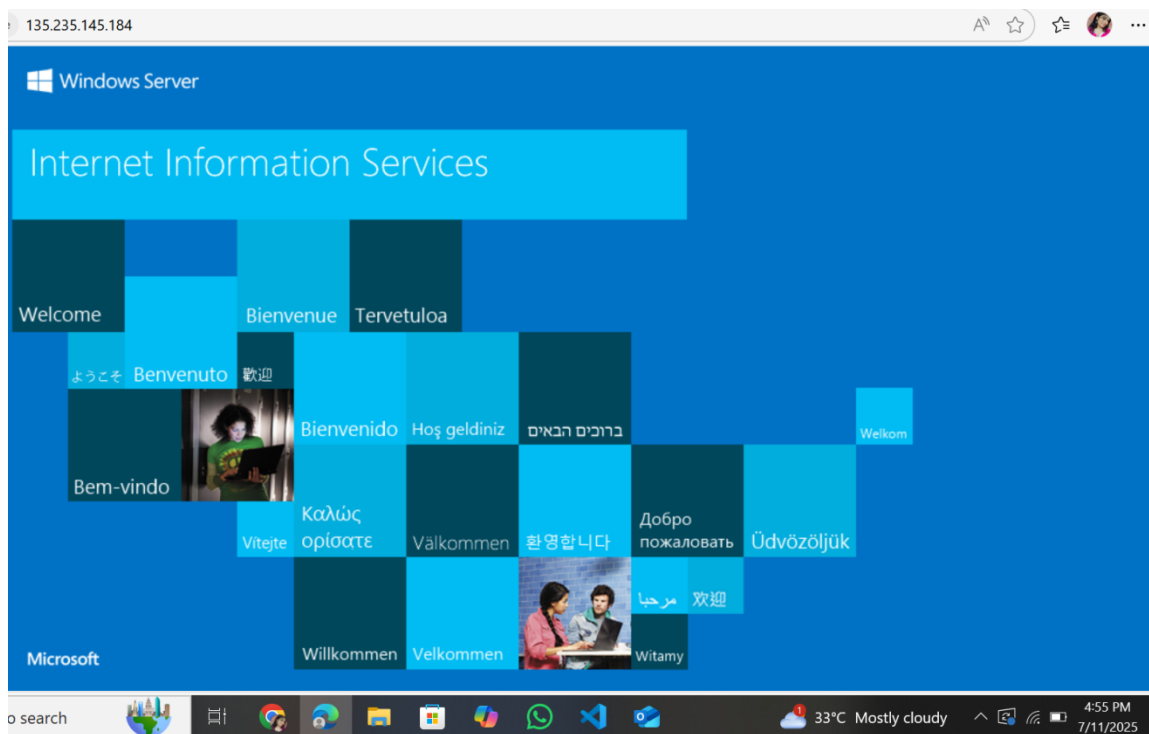 135.235.145.184
Windows Server
Internet Information Services
Welcome
Bienvenue
Tervetuloa
ようこそ
Benvenuto
歡迎
Bienvenido
Hoş geldiniz
ברוכים הבאים
Welkom
Bem-vindo
Vítejte
Καλώς
ορίσατε
Välkommen
환영합니다
Добро
пожаловать
Üdvözöljük
مرحبا
欢迎
Willkommen
Velkommen
Witamy
Microsoft
o search
1
33°C Mostly cloudy
4:55 PM
7/11/2025